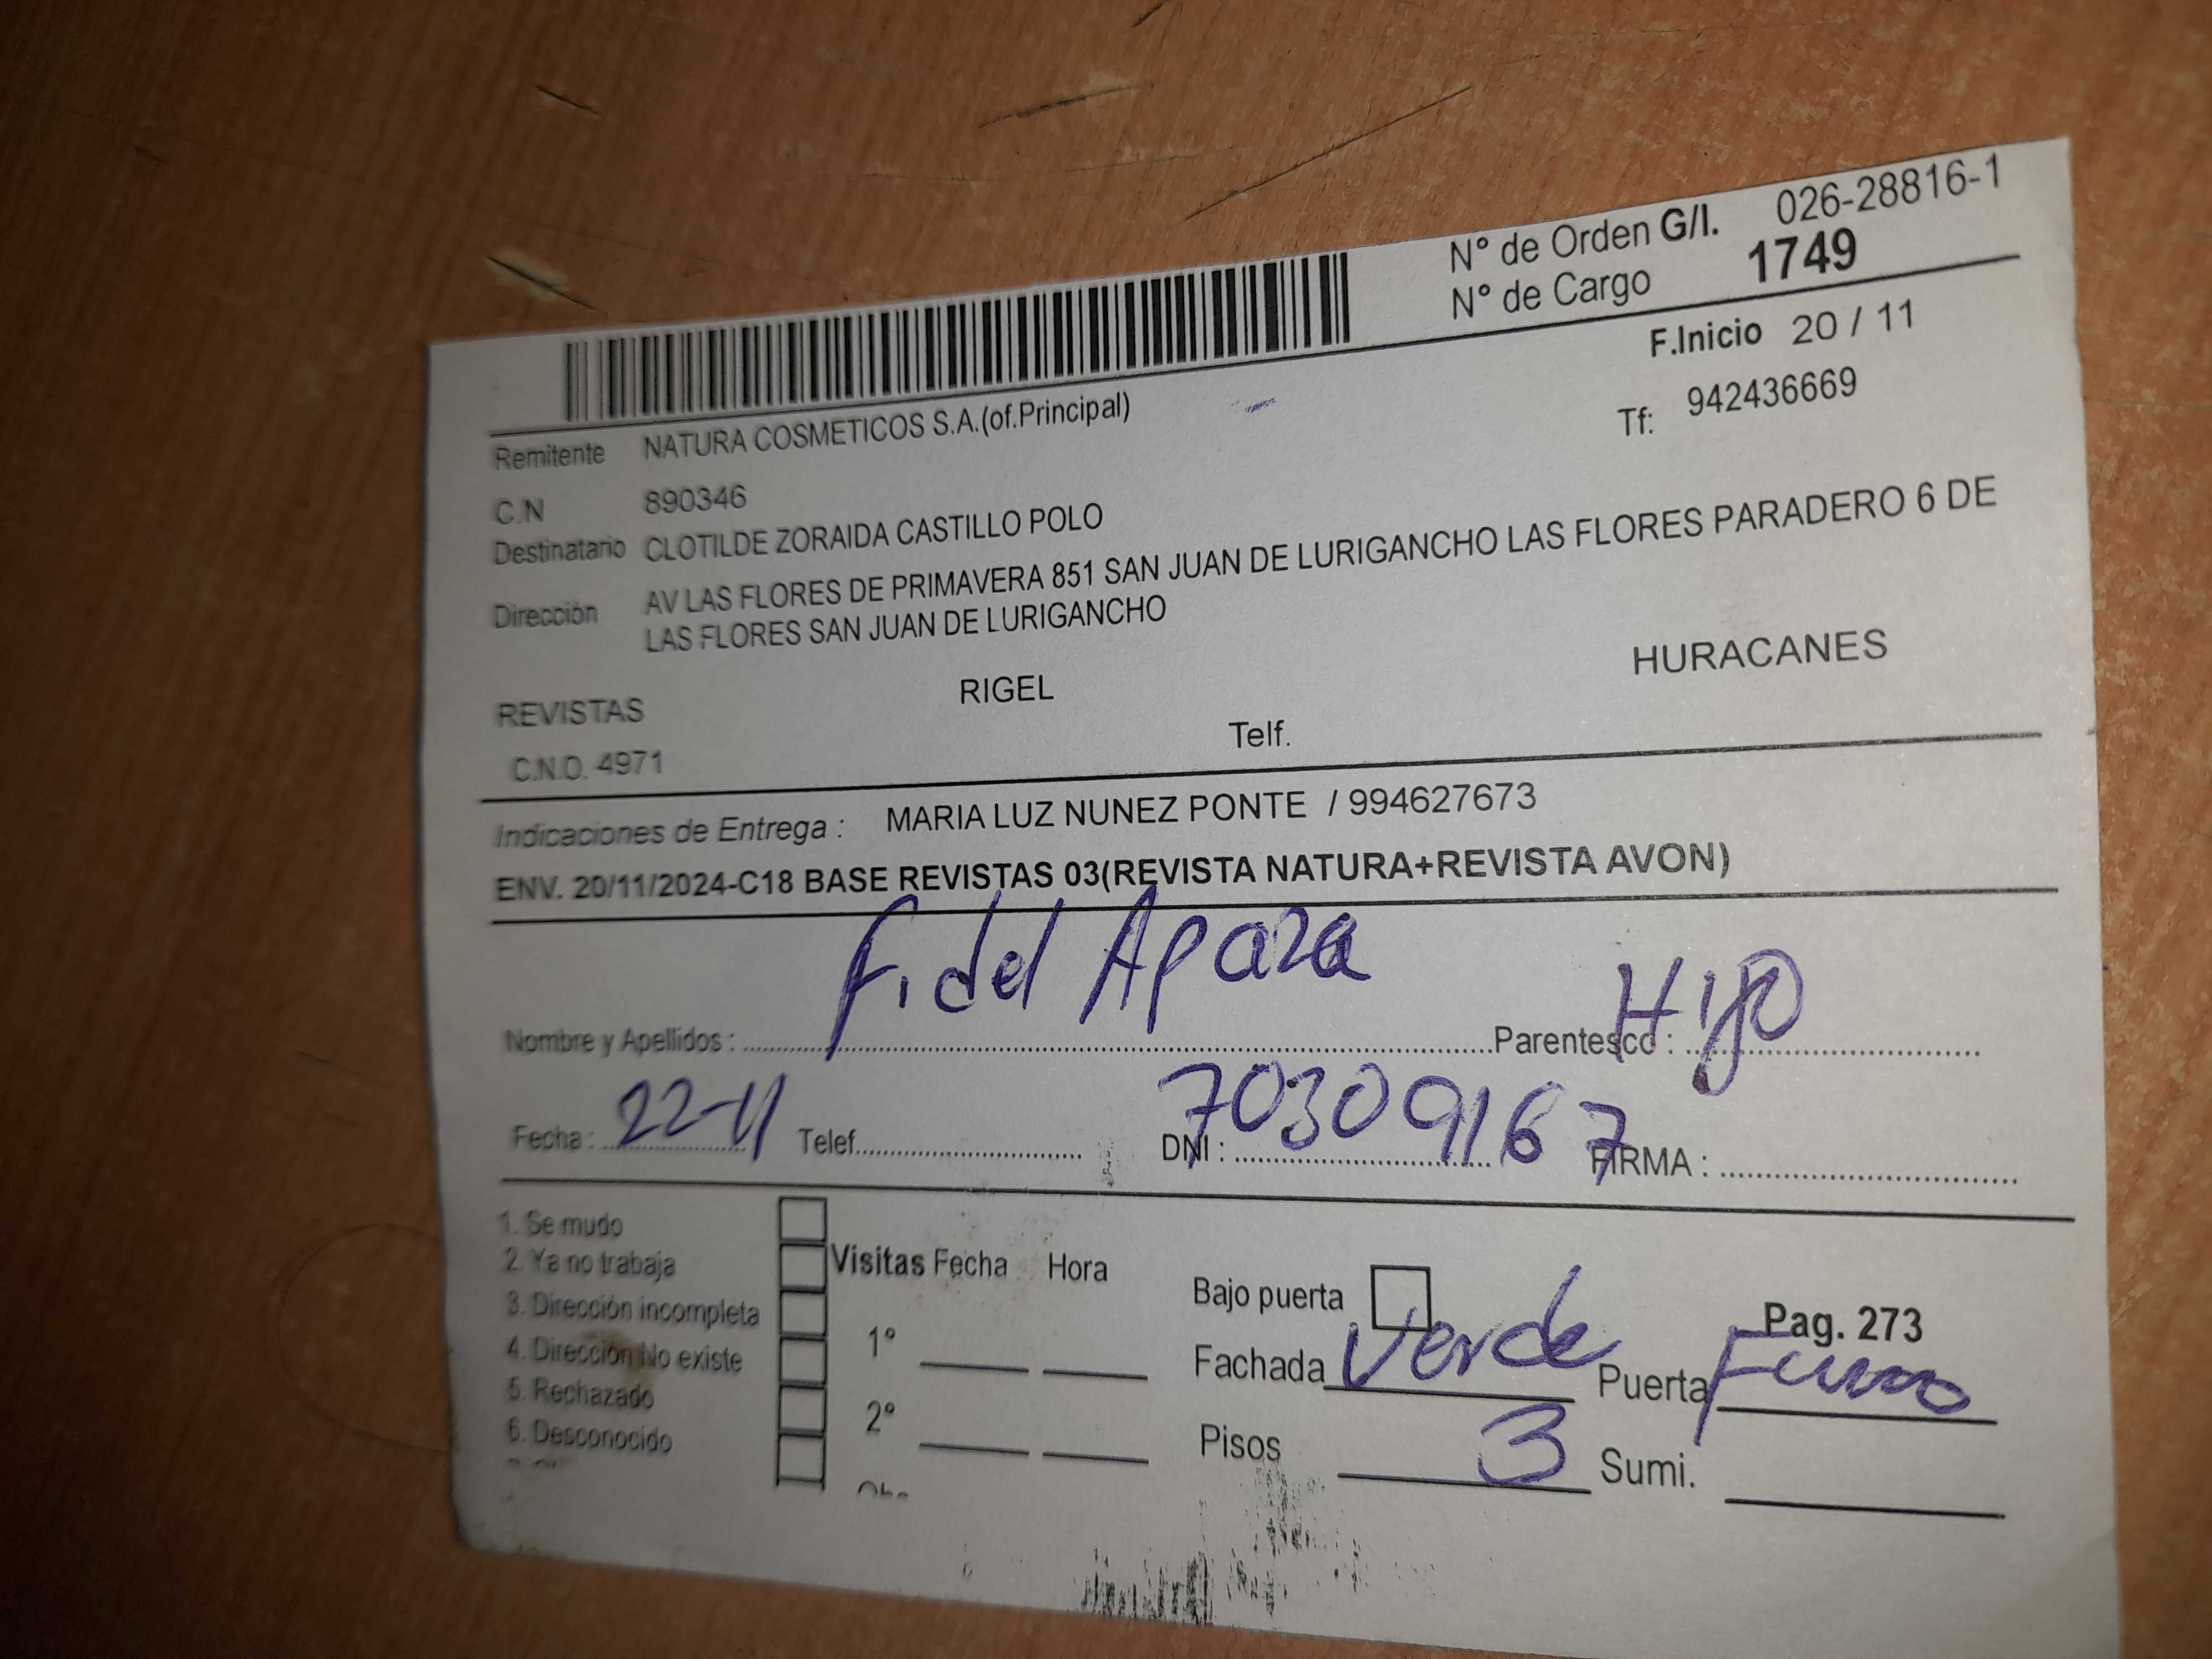 N° de Orden G/I. 026-28816-1
N° de Cargo 1749
F.Inicio 20 / 11
Remitente NATURA COSMETICOS S.A.(of.Principal)
Tf: 942436669
C.N 890346
Destinatario CLOTILDE ZORAIDA CASTILLO POLO
Dirección AV LAS FLORES DE PRIMAVERA 851 SAN JUAN DE LURIGANCHO LAS FLORES PARADERO 6 DE
LAS FLORES SAN JUAN DE LURIGANCHO
REVISTAS RIGEL HURACANES
C.N.O. 4971 Telf.
Indicaciones de Entrega : MARIA LUZ NUNEZ PONTE / 994627673
ENV. 20/11/2024-C18 BASE REVISTAS 03(REVISTA NATURA+REVISTA AVON)
Nombre y Apellidos : Fidel Apaza Parentesco : Hijo
Fecha : 22-11 Telef. DNI : 70309167 FIRMA :
1. Se mudo
2. Ya no trabaja
3. Dirección incompleta
4. Dirección No existe
5. Rechazado
6. Desconocido
Visitas Fecha Hora
1°
2°
Bajo puerta Pag. 273
Fachada Verde Puerta
Pisos 3 Sumi.